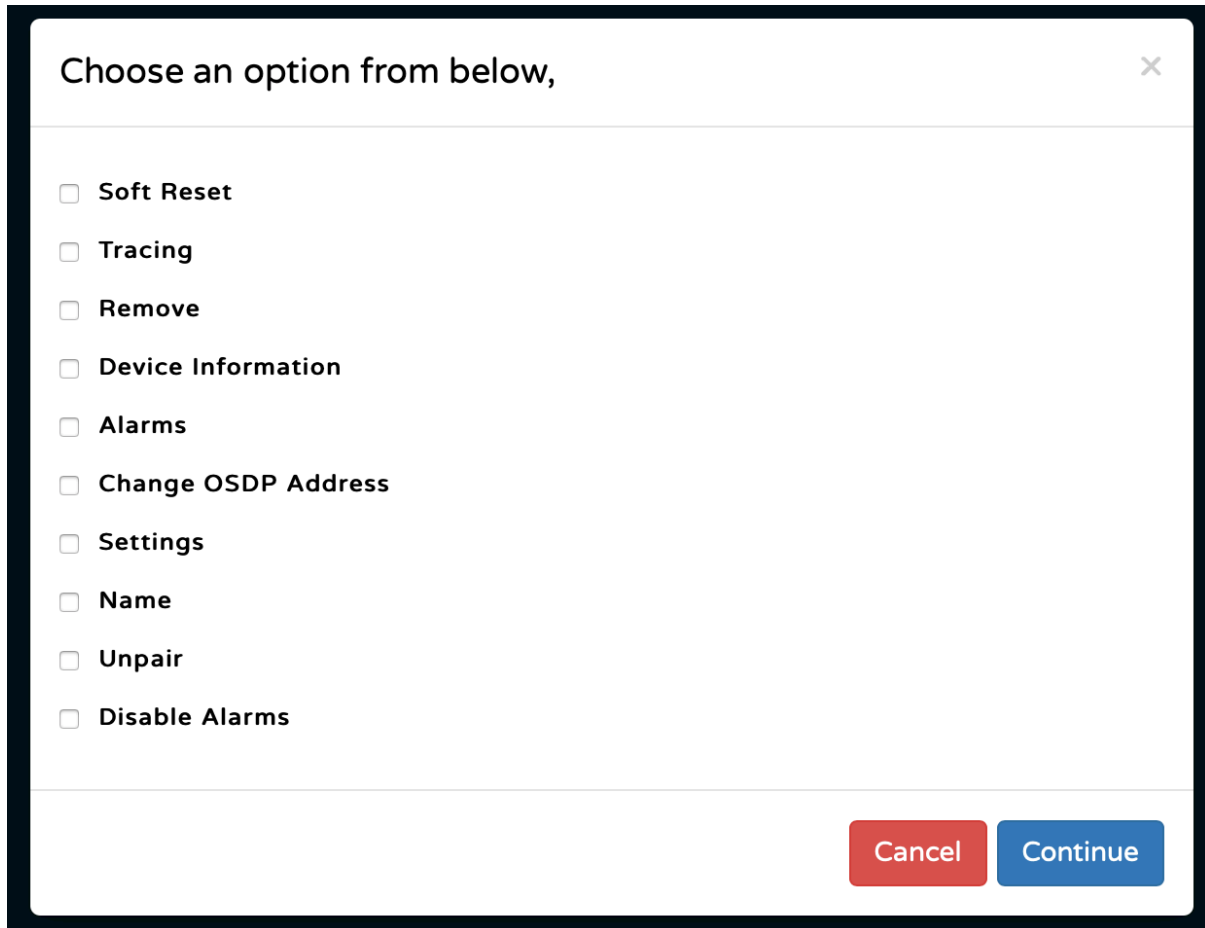 Choose an option from below,
×
Soft Reset
Tracing
Remove
Device Information
Alarms
Change OSDP Address
Settings
Name
Unpair
Disable Alarms
Cancel Continue